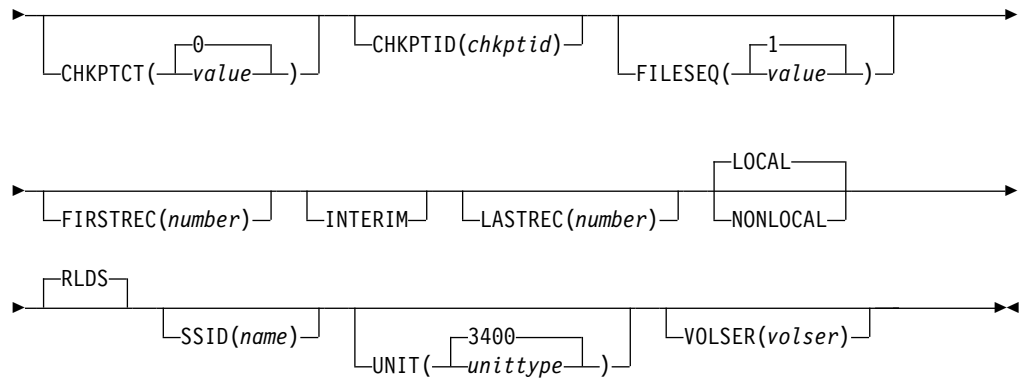 0
CHKPTCT( value )
CHKPTID(chkptid)
1
FILESEQ( value )
FIRSTREC(number)
INTERIM
LASTREC(number)
LOCAL
NONLOCAL
RLDS
SSID(name)
3400
UNIT( unittype )
VOLSER(volser)